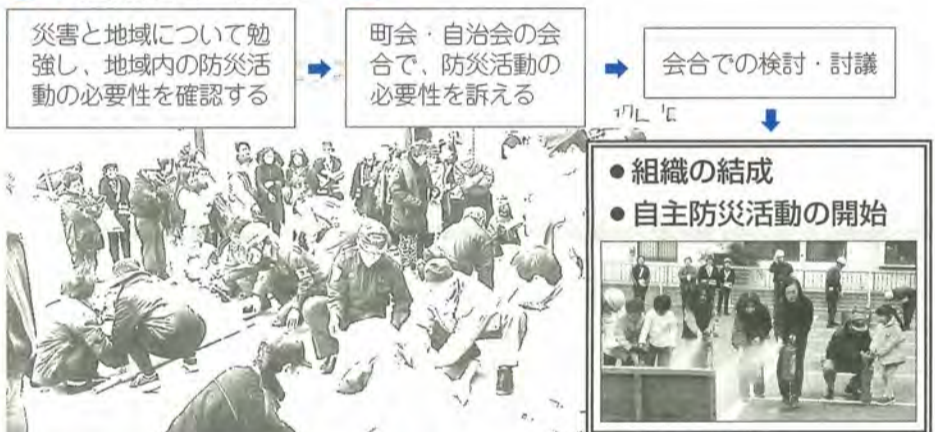 災害と地域について勉
強し、地域内の防災活
動の必要性を確認する
町会・自治会の会
合で、防災活動の
必要性を訴える
会合での検討・討議
●組織の結成
●自主防災活動の開始